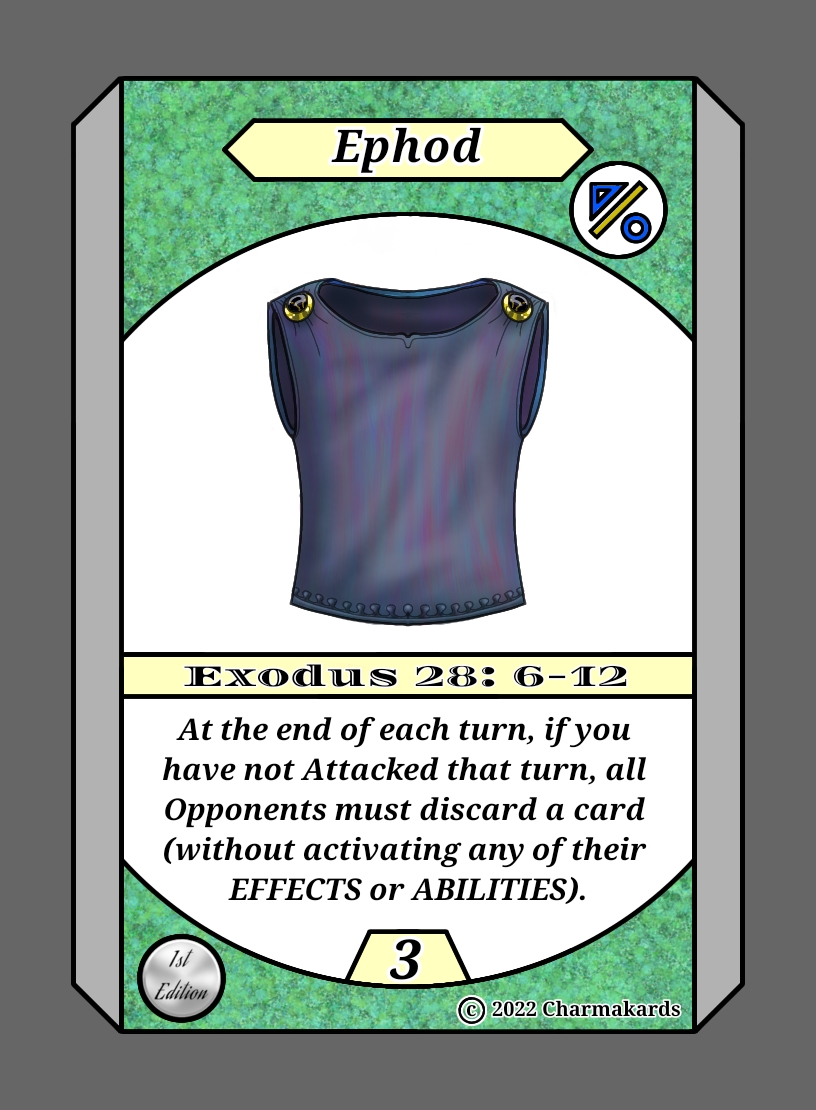 Ephod
Exodus 28: 6-12
At the end of each turn, if you
have not Attacked that turn, all
Opponents must discard a card
(without activating any of their
EFFECTS or ABILITIES).
3
1st
Edition
© 2022 Charmakards